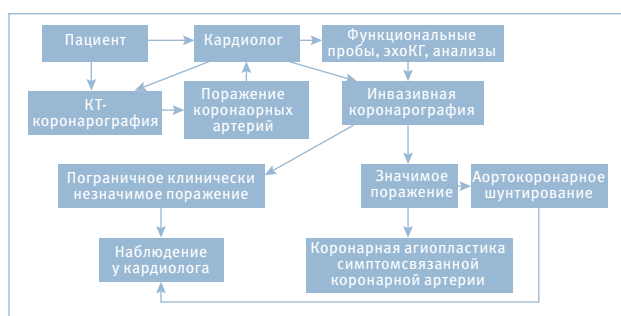 Пациент
Кардиолог
Функциональные
пробы, эхоКГ, анализы
КТ-
коронарография
Поражение
коронаорных
артерий
Инвазивная
коронарография
Пограничное клинически
незначимое поражение
Значимое
поражение
Аортокоронарное
шунтирование
Наблюдение
у кардиолога
Коронарная агиопластика
симптомсвязанной
коронарной артерии